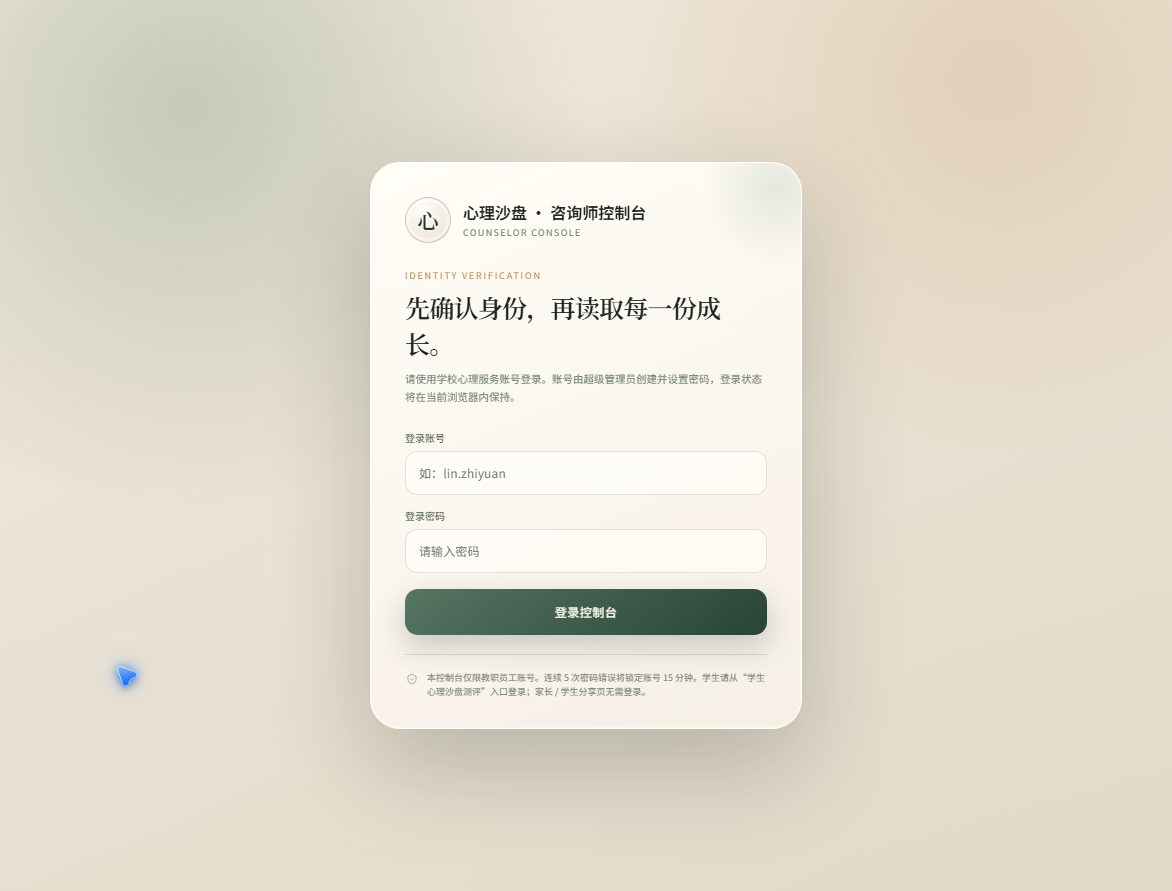 心
心理沙盘 · 咨询师控制台
COUNSELOR CONSOLE
IDENTITY VERIFICATION
先确认身份，再读取每一份成
长。
请使用学校心理服务账号登录。账号由超级管理员创建并设置密码，登录状态
将在当前浏览器内保持。
登录账号
如：lin.zhiyuan
登录密码
请输入密码
登录控制台
本控制台仅限教职员工账号。连续 5 次密码错误将锁定账号 15 分钟。学生请从“学生
心理沙盘测评”入口登录；家长 / 学生分享页无需登录。